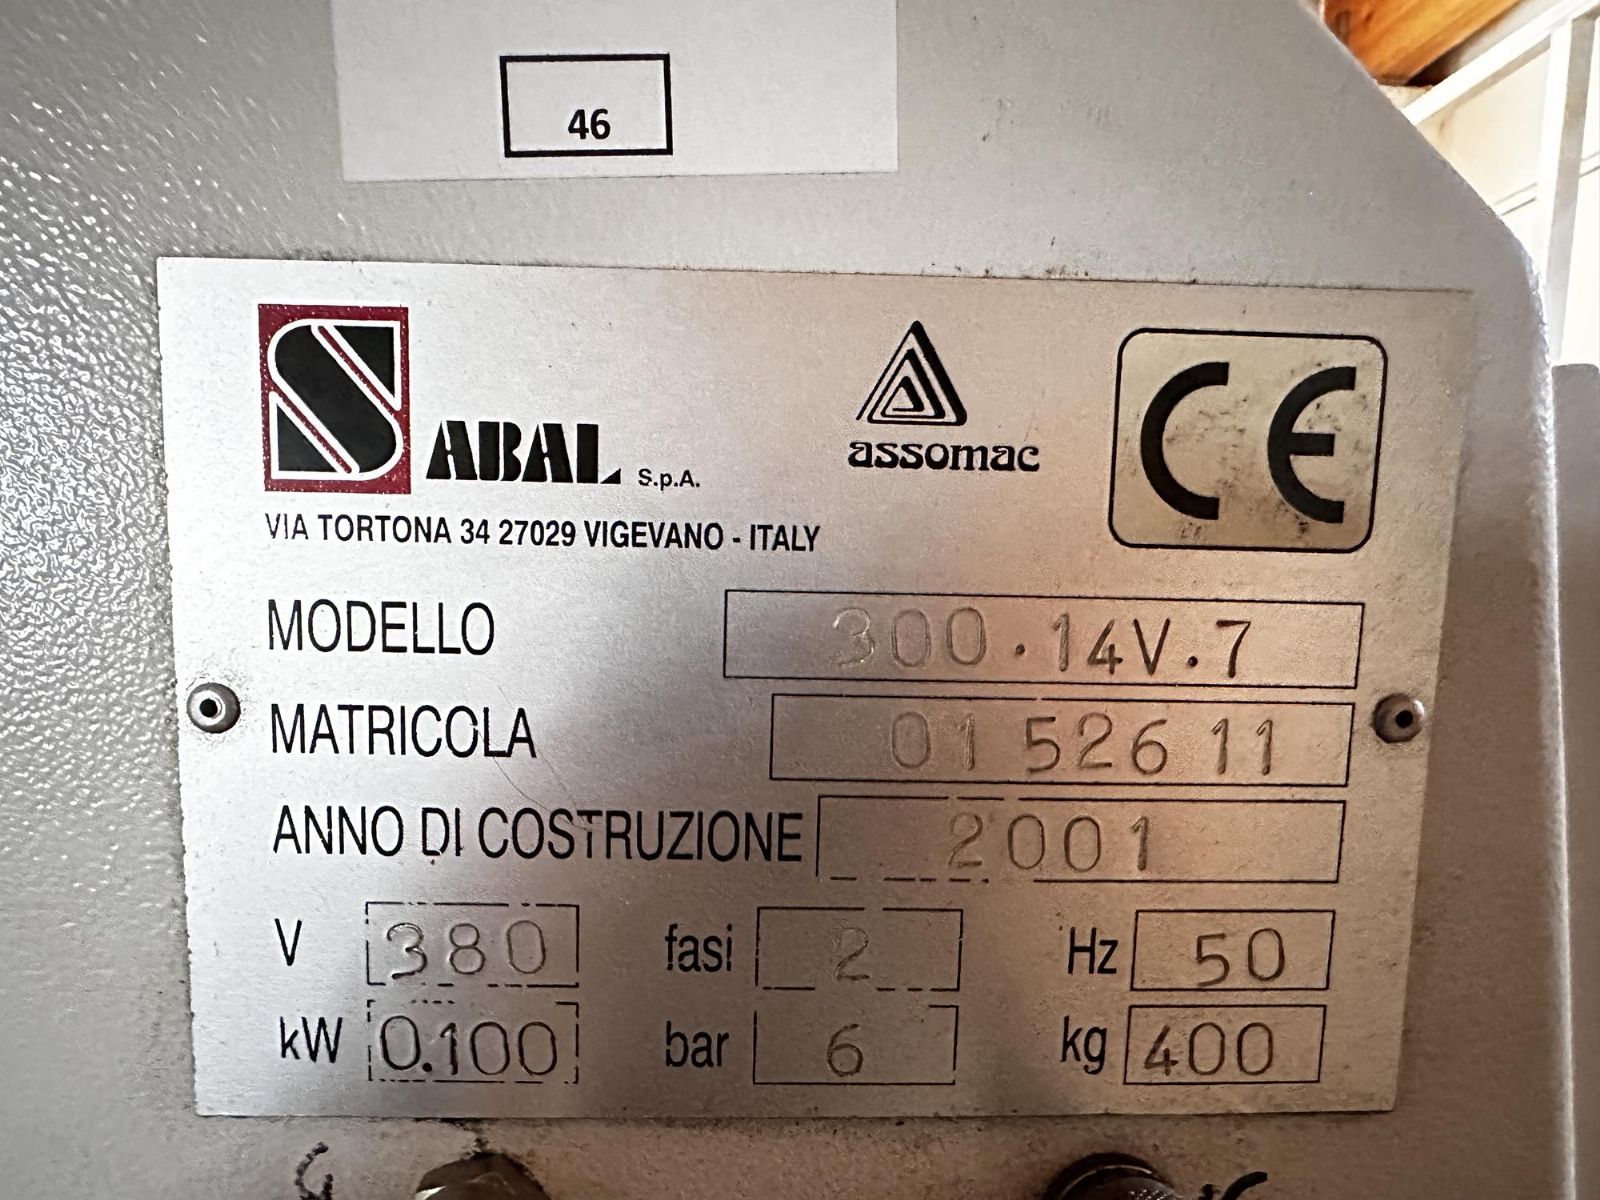 46
SABAL S.p.A.
assomac
CE
VIA TORTONA 34 27029 VIGEVANO - ITALY
MODELLO 300.14V.7
MATRICOLA 01 526 11
ANNO DI COSTRUZIONE 2001
V 380 fasi 2 Hz 50
kW 0.100 bar 6 kg 400